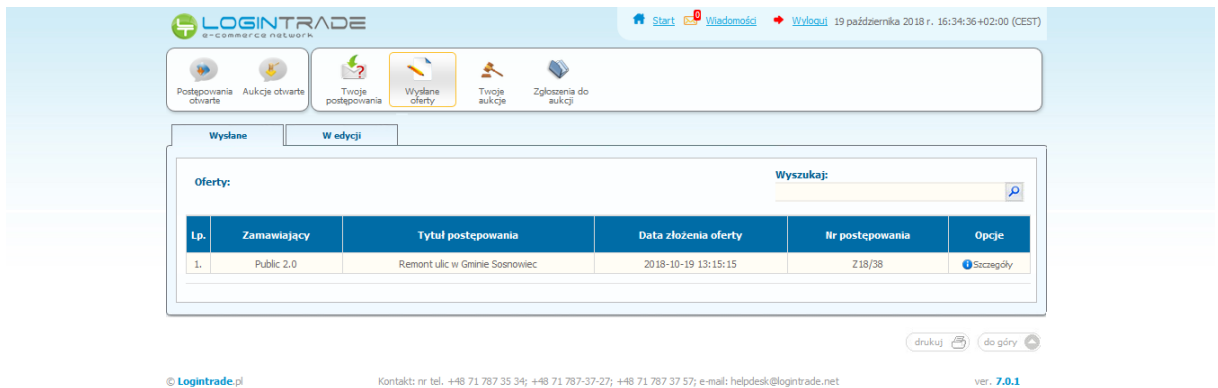 LOGINTRADE
e-commerce network
Start 0 Wiadomości Wyloguj 19 października 2018 r. 16:34:36+02:00 (CEST)
Postępowania otwarte
Aukcje otwarte
Twoje postępowania
Wysłane oferty
Twoje aukcje
Zgłoszenia do aukcji
Wysłane W edycji
Oferty:
Wyszukaj:
Lp. Zamawiający Tytuł postępowania Data złożenia oferty Nr postępowania Opcje
1. Public 2.0 Remont ulic w Gminie Sosnowiec 2018-10-19 13:15:15 Z18/38 Szczegóły
drukuj do góry
© Logintrade.pl Kontakt: nr tel. +48 71 787 35 34; +48 71 787-37-27; +48 71 787 37 57; e-mail: helpdesk@logintrade.net ver. 7.0.1